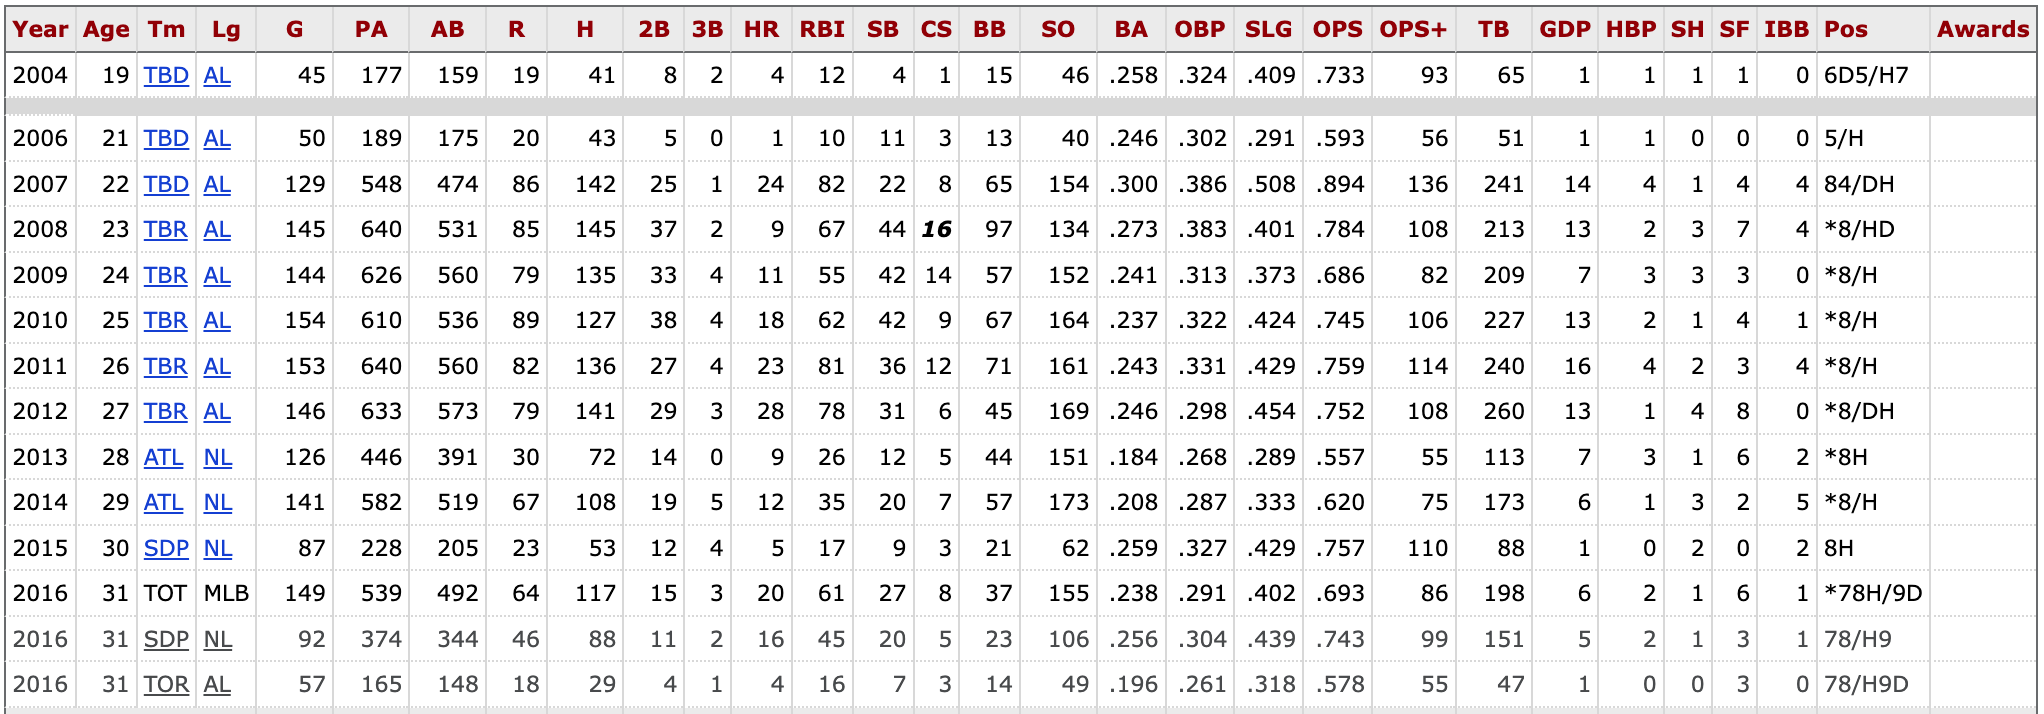 Year Age Tm Lg G PA AB R H 2B 3B HR RBI SB CS BB SO BA OBP SLG OPS OPS+ TB GDP HBP SH SF IBB Pos Awards
2004 19 TBD AL 45 177 159 19 41 8 2 4 12 4 1 15 46 .258 .324 .409 .733 93 65 1 1 1 1 0 6D5/H7
2006 21 TBD AL 50 189 175 20 43 5 0 1 10 11 3 13 40 .246 .302 .291 .593 56 51 1 1 0 0 0 5/H
2007 22 TBD AL 129 548 474 86 142 25 1 24 82 22 8 65 154 .300 .386 .508 .894 136 241 14 4 1 4 4 84/DH
2008 23 TBR AL 145 640 531 85 145 37 2 9 67 44 16 97 134 .273 .383 .401 .784 108 213 13 2 3 7 4 *8/HD
2009 24 TBR AL 144 626 560 79 135 33 4 11 55 42 14 57 152 .241 .313 .373 .686 82 209 7 3 3 3 0 *8/H
2010 25 TBR AL 154 610 536 89 127 38 4 18 62 42 9 67 164 .237 .322 .424 .745 106 227 13 2 1 4 1 *8/H
2011 26 TBR AL 153 640 560 82 136 27 4 23 81 36 12 71 161 .243 .331 .429 .759 114 240 16 4 2 3 4 *8/H
2012 27 TBR AL 146 633 573 79 141 29 3 28 78 31 6 45 169 .246 .298 .454 .752 108 260 13 1 4 8 0 *8/DH
2013 28 ATL NL 126 446 391 30 72 14 0 9 26 12 5 44 151 .184 .268 .289 .557 55 113 7 3 1 6 2 *8H
2014 29 ATL NL 141 582 519 67 108 19 5 12 35 20 7 57 173 .208 .287 .333 .620 75 173 6 1 3 2 5 *8/H
2015 30 SDP NL 87 228 205 23 53 12 4 5 17 9 3 21 62 .259 .327 .429 .757 110 88 1 0 2 0 2 8H
2016 31 TOT MLB 149 539 492 64 117 15 3 20 61 27 8 37 155 .238 .291 .402 .693 86 198 6 2 1 6 1 *78H/9D
2016 31 SDP NL 92 374 344 46 88 11 2 16 45 20 5 23 106 .256 .304 .439 .743 99 151 5 2 1 3 1 78/H9
2016 31 TOR AL 57 165 148 18 29 4 1 4 16 7 3 14 49 .196 .261 .318 .578 55 47 1 0 0 3 0 78/H9D